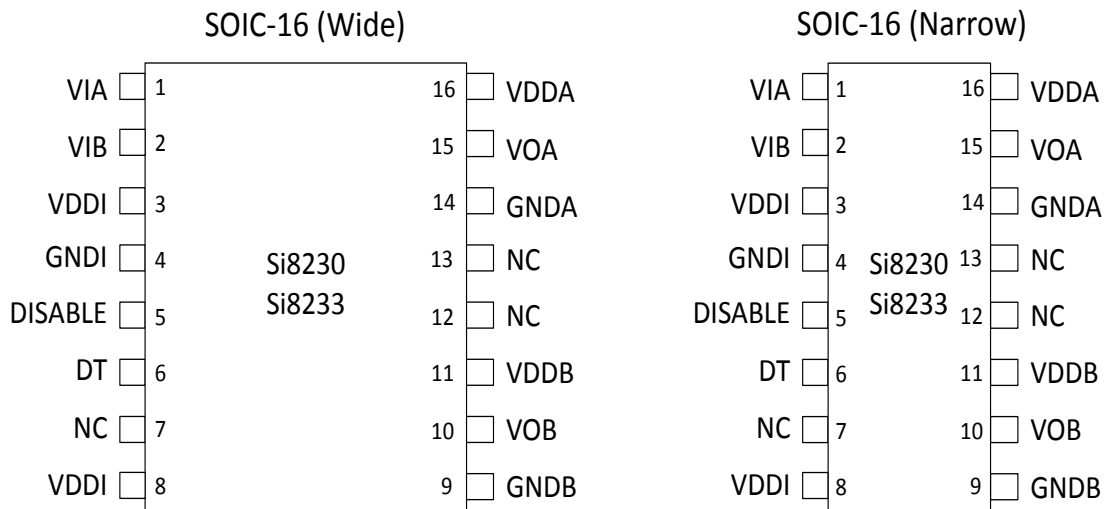 SOIC-16 (Wide)
VIA 1 16 VDDA
VIB 2 15 VOA
VDDI 3 14 GNDA
GNDI 4 13 NC
Si8230
Si8233
DISABLE 5 12 NC
DT 6 11 VDDB
NC 7 10 VOB
VDDI 8 9 GNDB
SOIC-16 (Narrow)
VIA 1 16 VDDA
VIB 2 15 VOA
VDDI 3 14 GNDA
GNDI 4 13 NC
Si8230
Si8233
DISABLE 5 12 NC
DT 6 11 VDDB
NC 7 10 VOB
VDDI 8 9 GNDB